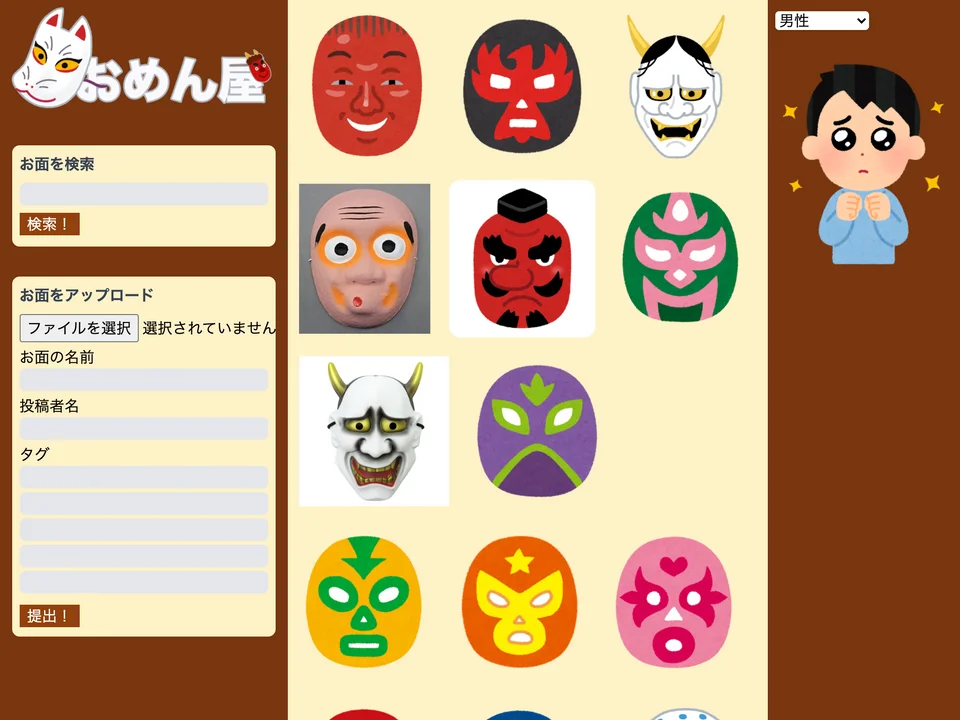 おめん屋
お面を検索
検索！
お面をアップロード
ファイルを選択 選択されていません
お面の名前
投稿者名
タグ
提出！
男性